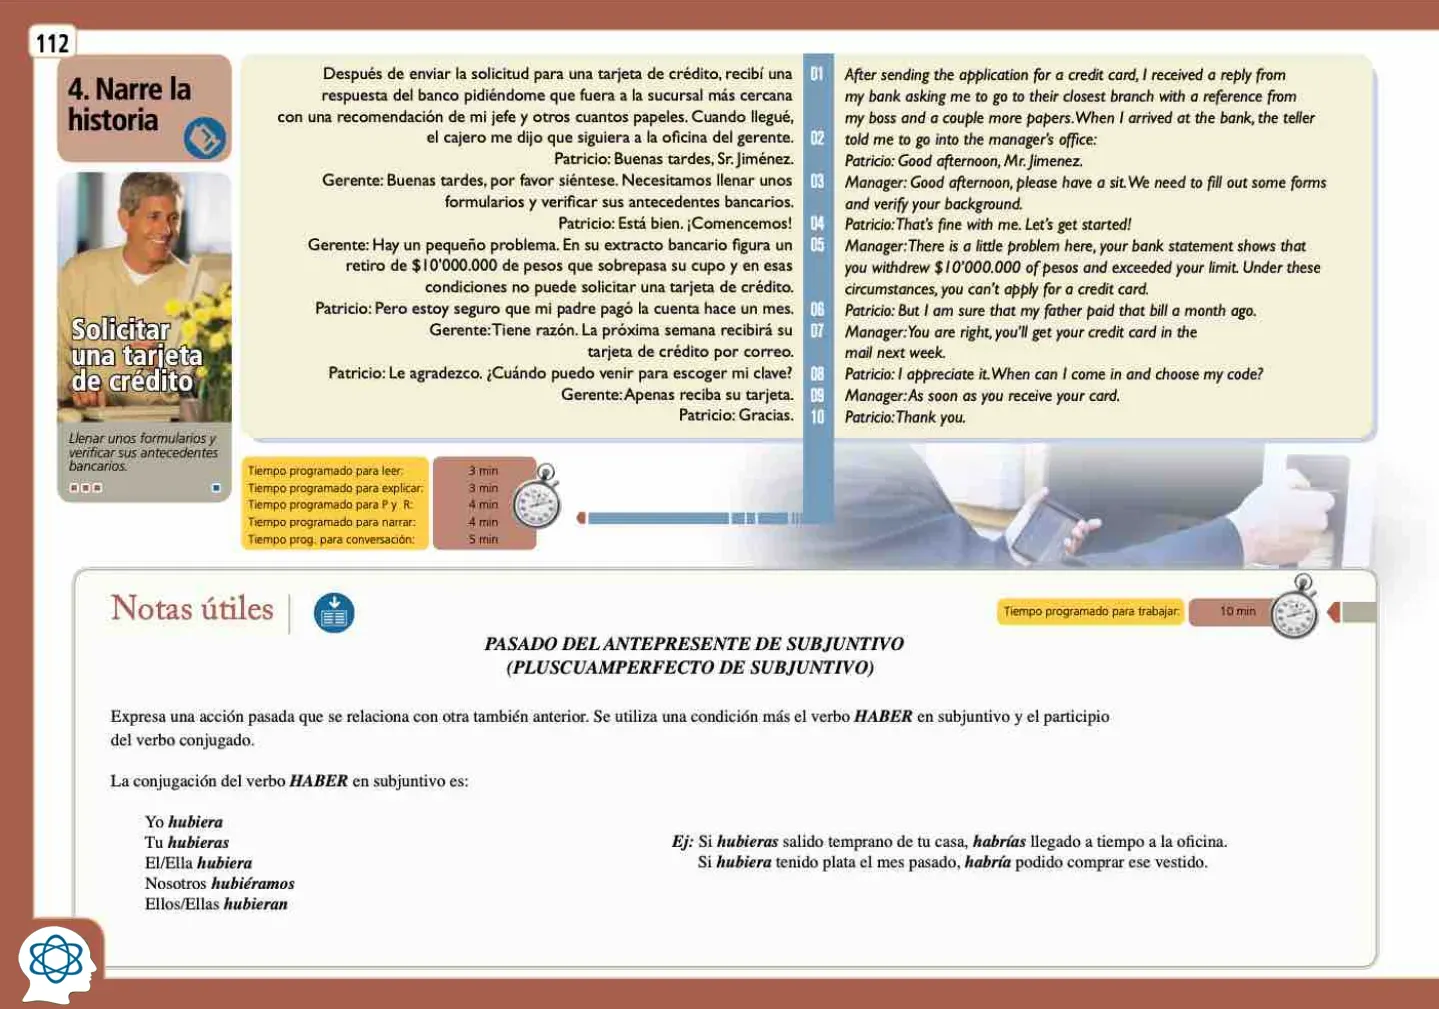 112
4. Narre la
historia
Solicitar
una tarjeta
de crédito
Llenar unos formularios y
verificar sus antecedentes
bancarios.
Después de enviar la solicitud para una tarjeta de crédito, recibí una
respuesta del banco pidiéndome que fuera a la sucursal más cercana
con una recomendación de mi jefe y otros cuantos papeles. Cuando llegué,
el cajero me dijo que siguiera a la oficina del gerente.
Patricio: Buenas tardes, Sr. Jiménez.
Gerente: Buenas tardes, por favor siéntese. Necesitamos llenar unos
formularios y verificar sus antecedentes bancarios.
Patricio: Está bien. ¡Comencemos!
Gerente: Hay un pequeño problema. En su extracto bancario figura un
retiro de $10'000.000 de pesos que sobrepasa su cupo y en esas
condiciones no puede solicitar una tarjeta de crédito.
Patricio: Pero estoy seguro que mi padre pagó la cuenta hace un mes.
Gerente: Tiene razón. La próxima semana recibirá su
tarjeta de crédito por correo.
Patricio: Le agradezco. ¿Cuándo puedo venir para escoger mi clave?
Gerente: Apenas reciba su tarjeta.
Patricio: Gracias.
01
02
03
04
05
06
07
08
09
10
After sending the application for a credit card, I received a reply from
my bank asking me to go to their closest branch with a reference from
my boss and a couple more papers. When I arrived at the bank, the teller
told me to go into the manager's office:
Patricio: Good afternoon, Mr. Jimenez.
Manager: Good afternoon, please have a sit. We need to fill out some forms
and verify your background.
Patricio: That's fine with me. Let's get started!
Manager: There is a little problem here, your bank statement shows that
you withdrew $10'000.000 of pesos and exceeded your limit. Under these
circumstances, you can't apply for a credit card.
Patricio: But I am sure that my father paid that bill a month ago.
Manager: You are right, you'll get your credit card in the
mail next week.
Patricio: I appreciate it. When can I come in and choose my code?
Manager: As soon as you receive your card.
Patricio: Thank you.
Tiempo programado para leer: 3 min
Tiempo programado para explicar: 3 min
Tiempo programado para P y R: 4 min
Tiempo programado para narrar: 4 min
Tiempo prog. para conversación: 5 min
Notas útiles
Tiempo programado para trabajar: 10 min
PASADO DEL ANTEPRESENTE DE SUBJUNTIVO
(PLUSCUAMPERFECTO DE SUBJUNTIVO)
Expresa una acción pasada que se relaciona con otra también anterior. Se utiliza una condición más el verbo HABER en subjuntivo y el participio
del verbo conjugado.
La conjugación del verbo HABER en subjuntivo es:
Yo hubiera
Tu hubieras
El/Ella hubiera
Nosotros hubiéramos
Ellos/Ellas hubieran
Ej: Si hubieras salido temprano de tu casa, habrías llegado a tiempo a la oficina.
Si hubiera tenido plata el mes pasado, habría podido comprar ese vestido.